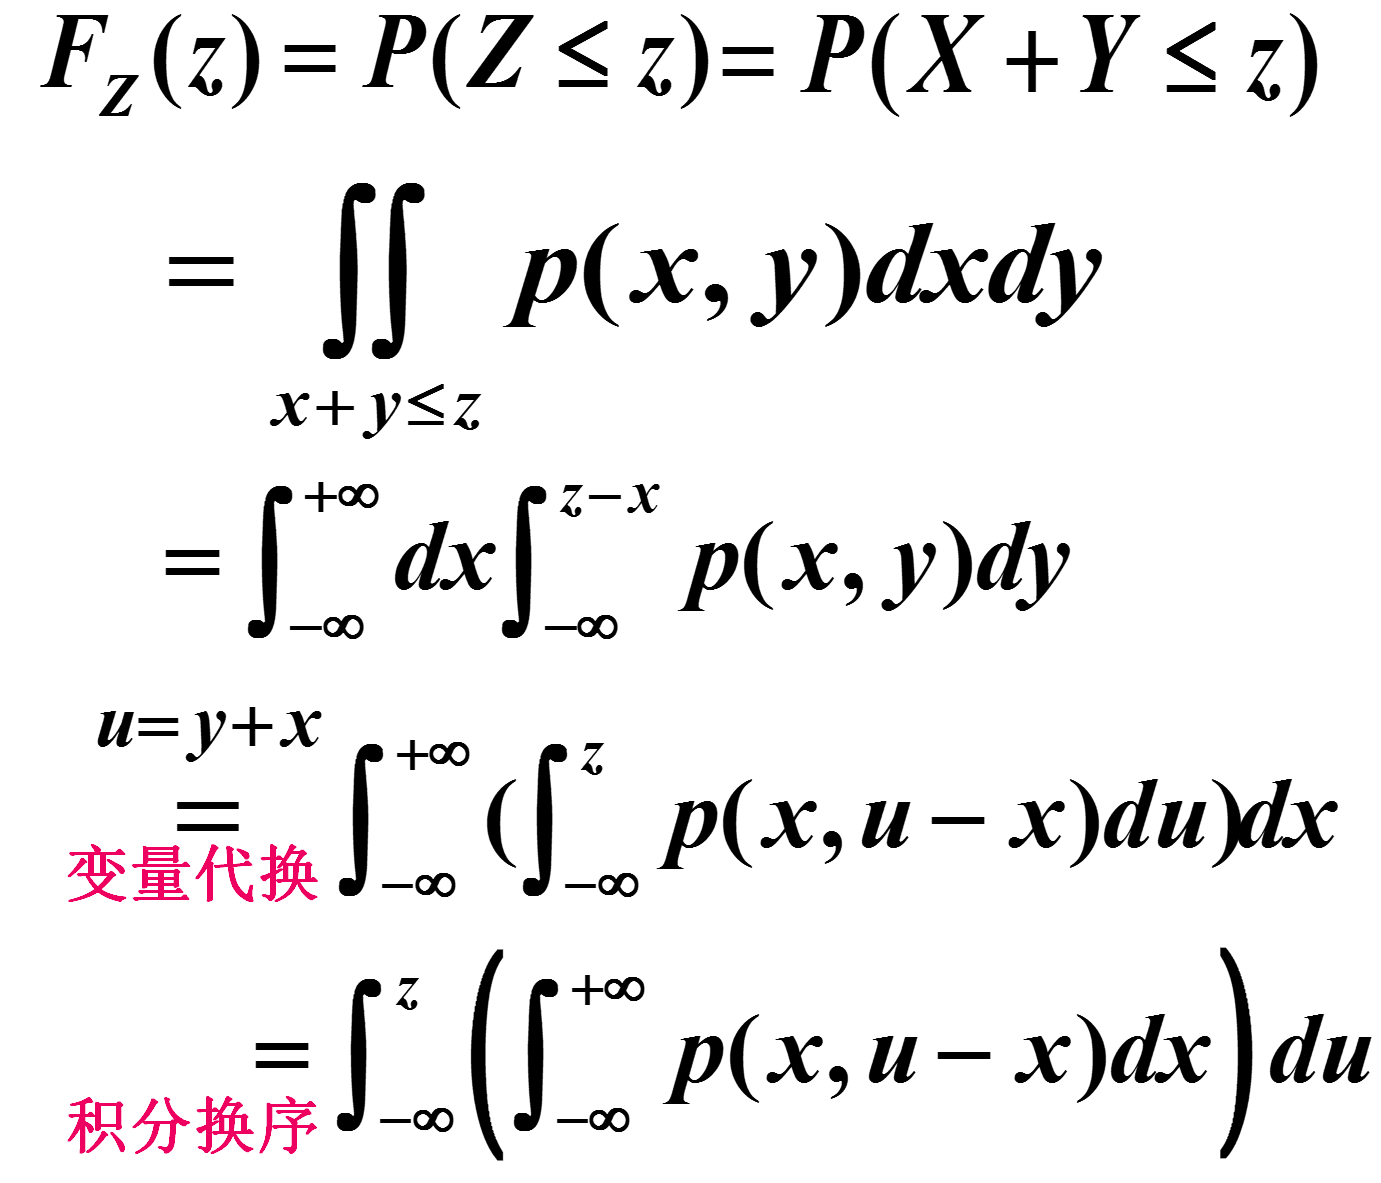 F_Z(z) = P(Z ≤ z) = P(X + Y ≤ z)
= ∬_{x+y≤z} p(x, y)dxdy
= ∫_{−∞}^{+∞} dx ∫_{−∞}^{z−x} p(x, y)dy
u=y+x
= ∫_{−∞}^{+∞} (∫_{−∞}^{z} p(x, u − x)du)dx
变量代换
= ∫_{−∞}^{z} (∫_{−∞}^{+∞} p(x, u − x)dx) du
积分换序